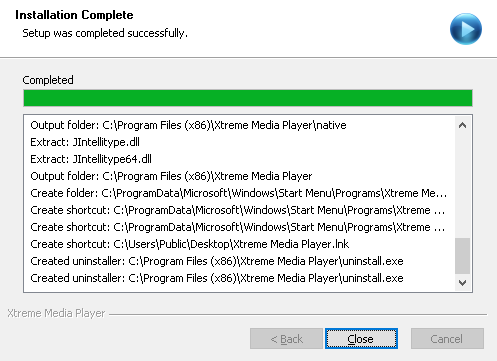 Installation Complete
Setup was completed successfully.
Completed
Output folder: C:\Program Files (x86)\Xtreme Media Player\native
Extract: JIntellitype.dll
Extract: JIntellitype64.dll
Output folder: C:\Program Files (x86)\Xtreme Media Player
Create folder: C:\ProgramData\Microsoft\Windows\Start Menu\Programs\Xtreme Me...
Create shortcut: C:\ProgramData\Microsoft\Windows\Start Menu\Programs\Xtreme ...
Create shortcut: C:\ProgramData\Microsoft\Windows\Start Menu\Programs\Xtreme ...
Create shortcut: C:\Users\Public\Desktop\Xtreme Media Player.lnk
Created uninstaller: C:\Program Files (x86)\Xtreme Media Player\uninstall.exe
Created uninstaller: C:\Program Files (x86)\Xtreme Media Player\uninstall.exe
Xtreme Media Player
< Back Close Cancel